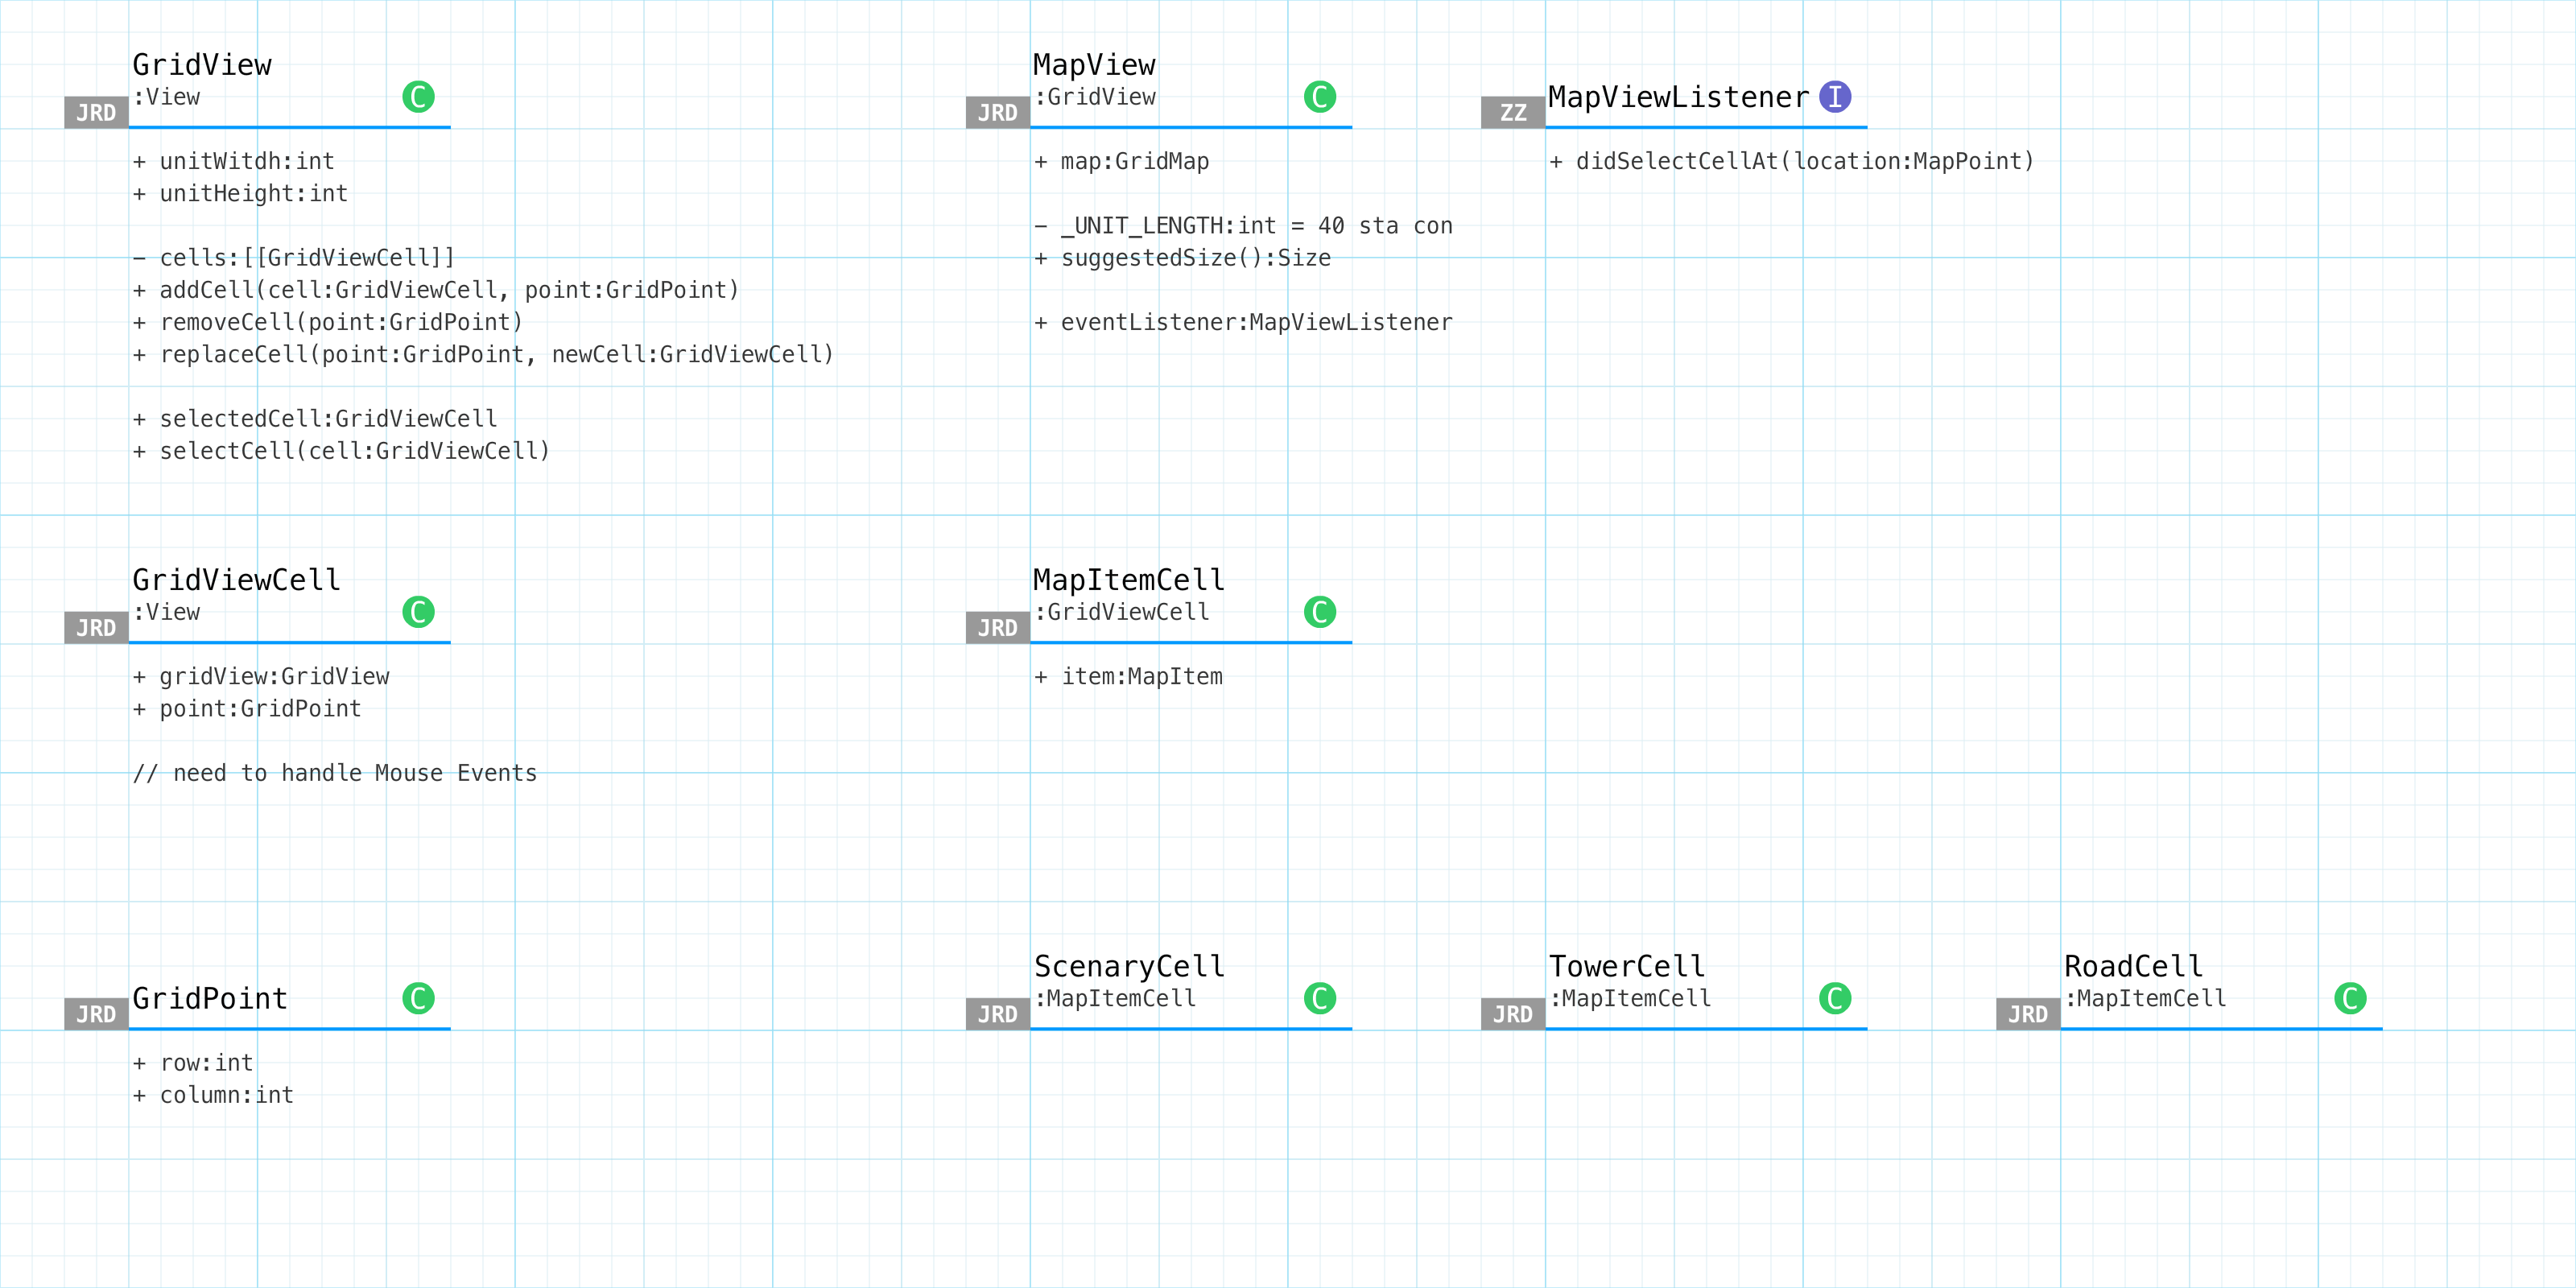 GridView
:View
C
JRD
+ unitWitdh:int
+ unitHeight:int
– cells:[[GridViewCell]]
+ addCell(cell:GridViewCell, point:GridPoint)
+ removeCell(point:GridPoint)
+ replaceCell(point:GridPoint, newCell:GridViewCell)
+ selectedCell:GridViewCell
+ selectCell(cell:GridViewCell)
MapView
:GridView
C
JRD
+ map:GridMap
– _UNIT_LENGTH:int = 40 sta con
+ suggestedSize():Size
+ eventListener:MapViewListener
MapViewListener
I
ZZ
+ didSelectCellAt(location:MapPoint)
GridViewCell
:View
C
JRD
+ gridView:GridView
+ point:GridPoint
// need to handle Mouse Events
MapItemCell
:GridViewCell
C
JRD
+ item:MapItem
GridPoint
C
JRD
+ row:int
+ column:int
ScenaryCell
:MapItemCell
C
JRD
TowerCell
:MapItemCell
C
JRD
RoadCell
:MapItemCell
C
JRD